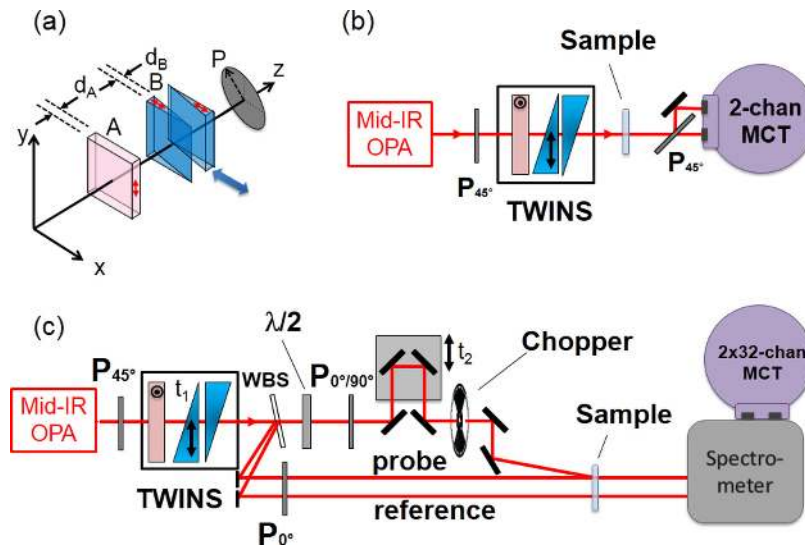 (a)
d_A
d_B
B
P
z
y
A
x
(b)
Sample
Mid-IR
OPA
P45°
TWINS
P45°
2-chan
MCT
(c)
λ/2
P45°
t1
WBS
P0°/90°
t2
Chopper
2x32-chan
MCT
Mid-IR
OPA
Sample
probe
Spectro-
meter
TWINS
reference
P0°